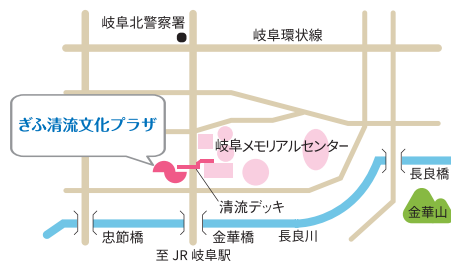 岐阜北警察署
岐阜環状線
ぎふ清流文化プラザ
岐阜メモリアルセンター
長良橋
清流デッキ
金華山
忠節橋
金華橋
長良川
至 JR 岐阜駅